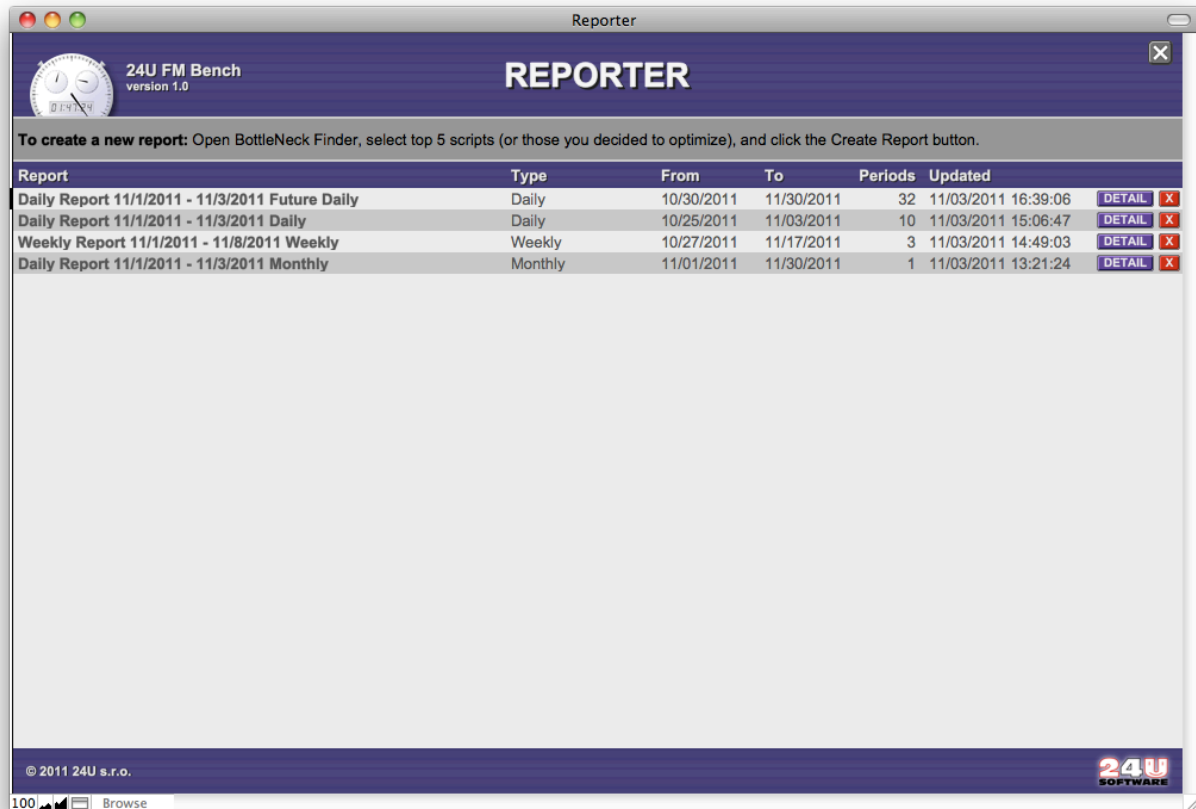 Reporter
24U FM Bench
version 1.0
REPORTER
01:47.24
To create a new report: Open BottleNeck Finder, select top 5 scripts (or those you decided to optimize), and click the Create Report button.
Report Type From To Periods Updated
Daily Report 11/1/2011 - 11/3/2011 Future Daily Daily 10/30/2011 11/30/2011 32 11/03/2011 16:39:06 DETAIL X
Daily Report 11/1/2011 - 11/3/2011 Daily Daily 10/25/2011 11/03/2011 10 11/03/2011 15:06:47 DETAIL X
Weekly Report 11/1/2011 - 11/8/2011 Weekly Weekly 10/27/2011 11/17/2011 3 11/03/2011 14:49:03 DETAIL X
Daily Report 11/1/2011 - 11/3/2011 Monthly Monthly 11/01/2011 11/30/2011 1 11/03/2011 13:21:24 DETAIL X
© 2011 24U s.r.o.
24U
SOFTWARE
100 Browse